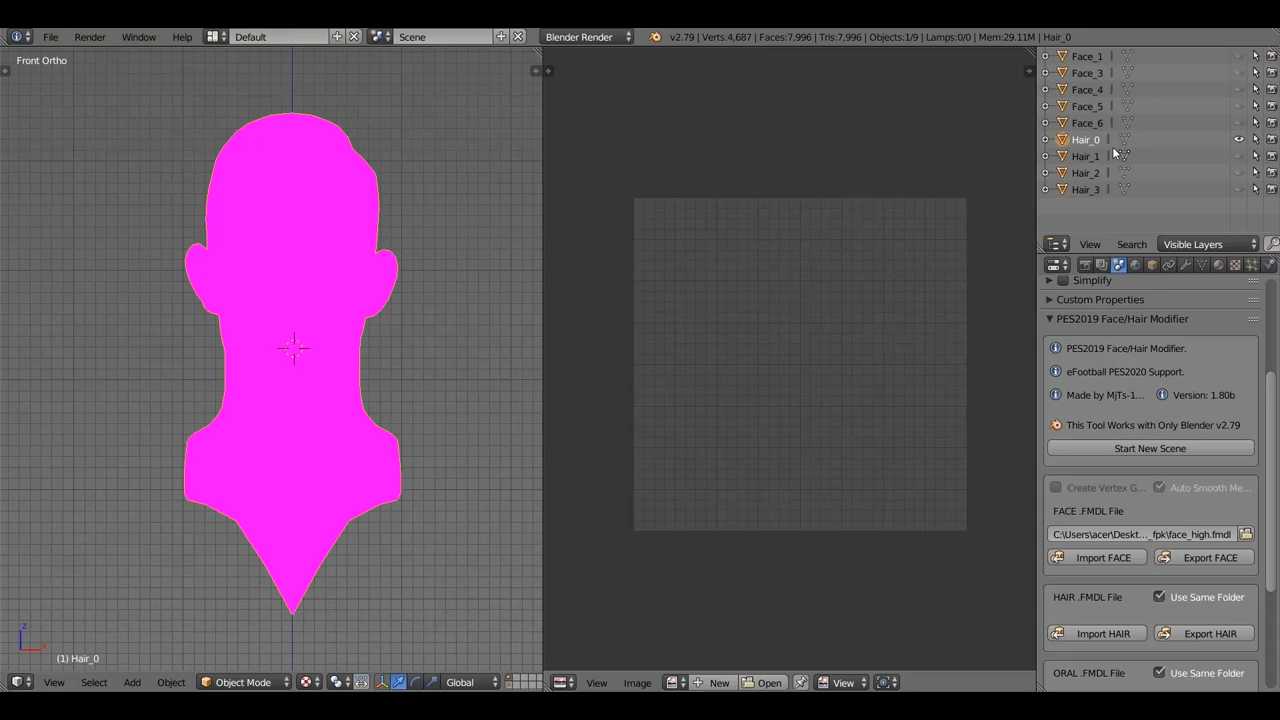 File Render Window Help Default Scene Blender Render v2.79 | Verts:4,687 | Faces:7,996 | Tris:7,996 | Objects:1/9 | Lamps:0/0 | Mem:29.11M | Hair_0
Front Ortho
Face_1
Face_3
Face_4
Face_5
Face_6
Hair_0
Hair_1
Hair_2
Hair_3
View Search Visible Layers
Simplify
Custom Properties
PES2019 Face/Hair Modifier
PES2019 Face/Hair Modifier.
eFootball PES2020 Support.
Made by MjTs-1... Version: 1.80b
This Tool Works with Only Blender v2.79
Start New Scene
Create Vertex G... Auto Smooth Me...
FACE .FMDL File
C:\Users\acer\Deskt..._fpk\face_high.fmdl
Import FACE Export FACE
HAIR .FMDL File Use Same Folder
Import HAIR Export HAIR
ORAL .FMDL File Use Same Folder
z
x
(1) Hair_0
View Select Add Object Object Mode Global
View Image New Open View